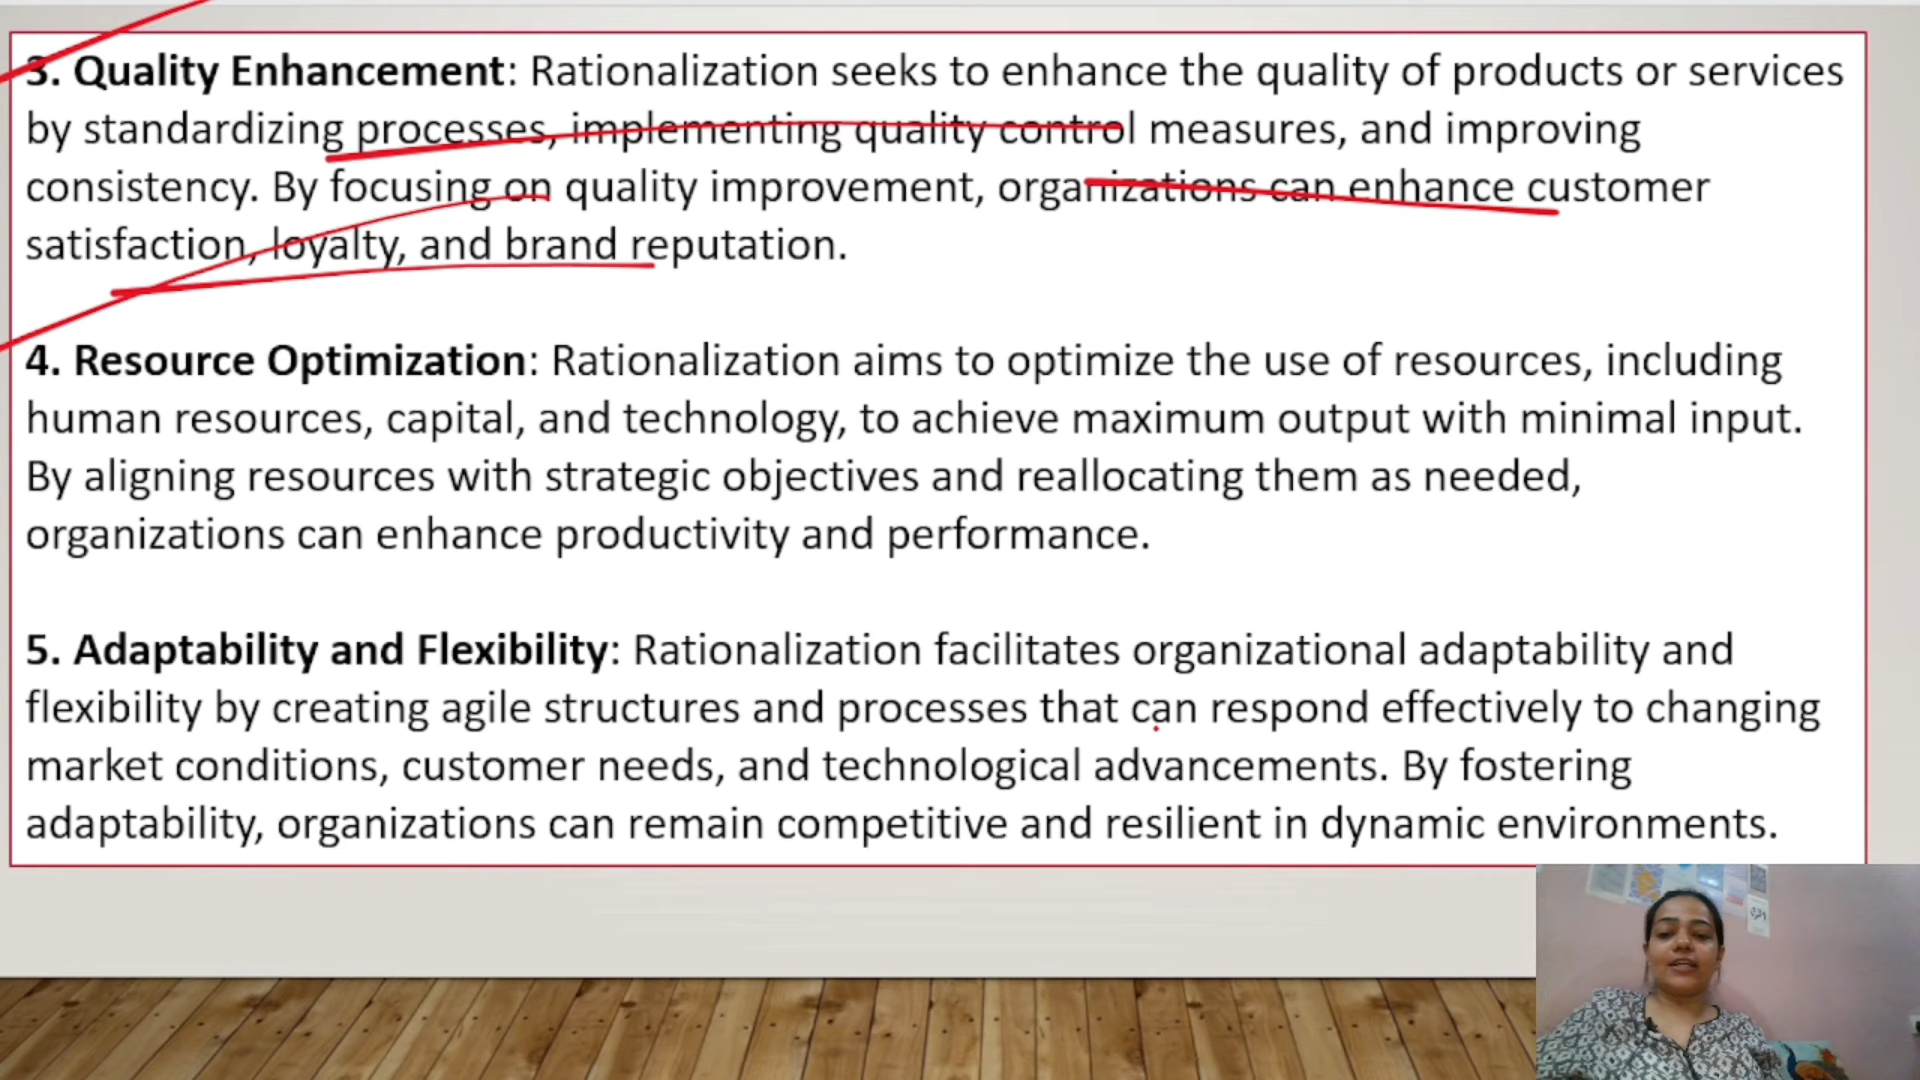 3. Quality Enhancement: Rationalization seeks to enhance the quality of products or services
by standardizing processes, implementing quality control measures, and improving
consistency. By focusing on quality improvement, organizations can enhance customer
satisfaction, loyalty, and brand reputation.
4. Resource Optimization: Rationalization aims to optimize the use of resources, including
human resources, capital, and technology, to achieve maximum output with minimal input.
By aligning resources with strategic objectives and reallocating them as needed,
organizations can enhance productivity and performance.
5. Adaptability and Flexibility: Rationalization facilitates organizational adaptability and
flexibility by creating agile structures and processes that can respond effectively to changing
market conditions, customer needs, and technological advancements. By fostering
adaptability, organizations can remain competitive and resilient in dynamic environments.